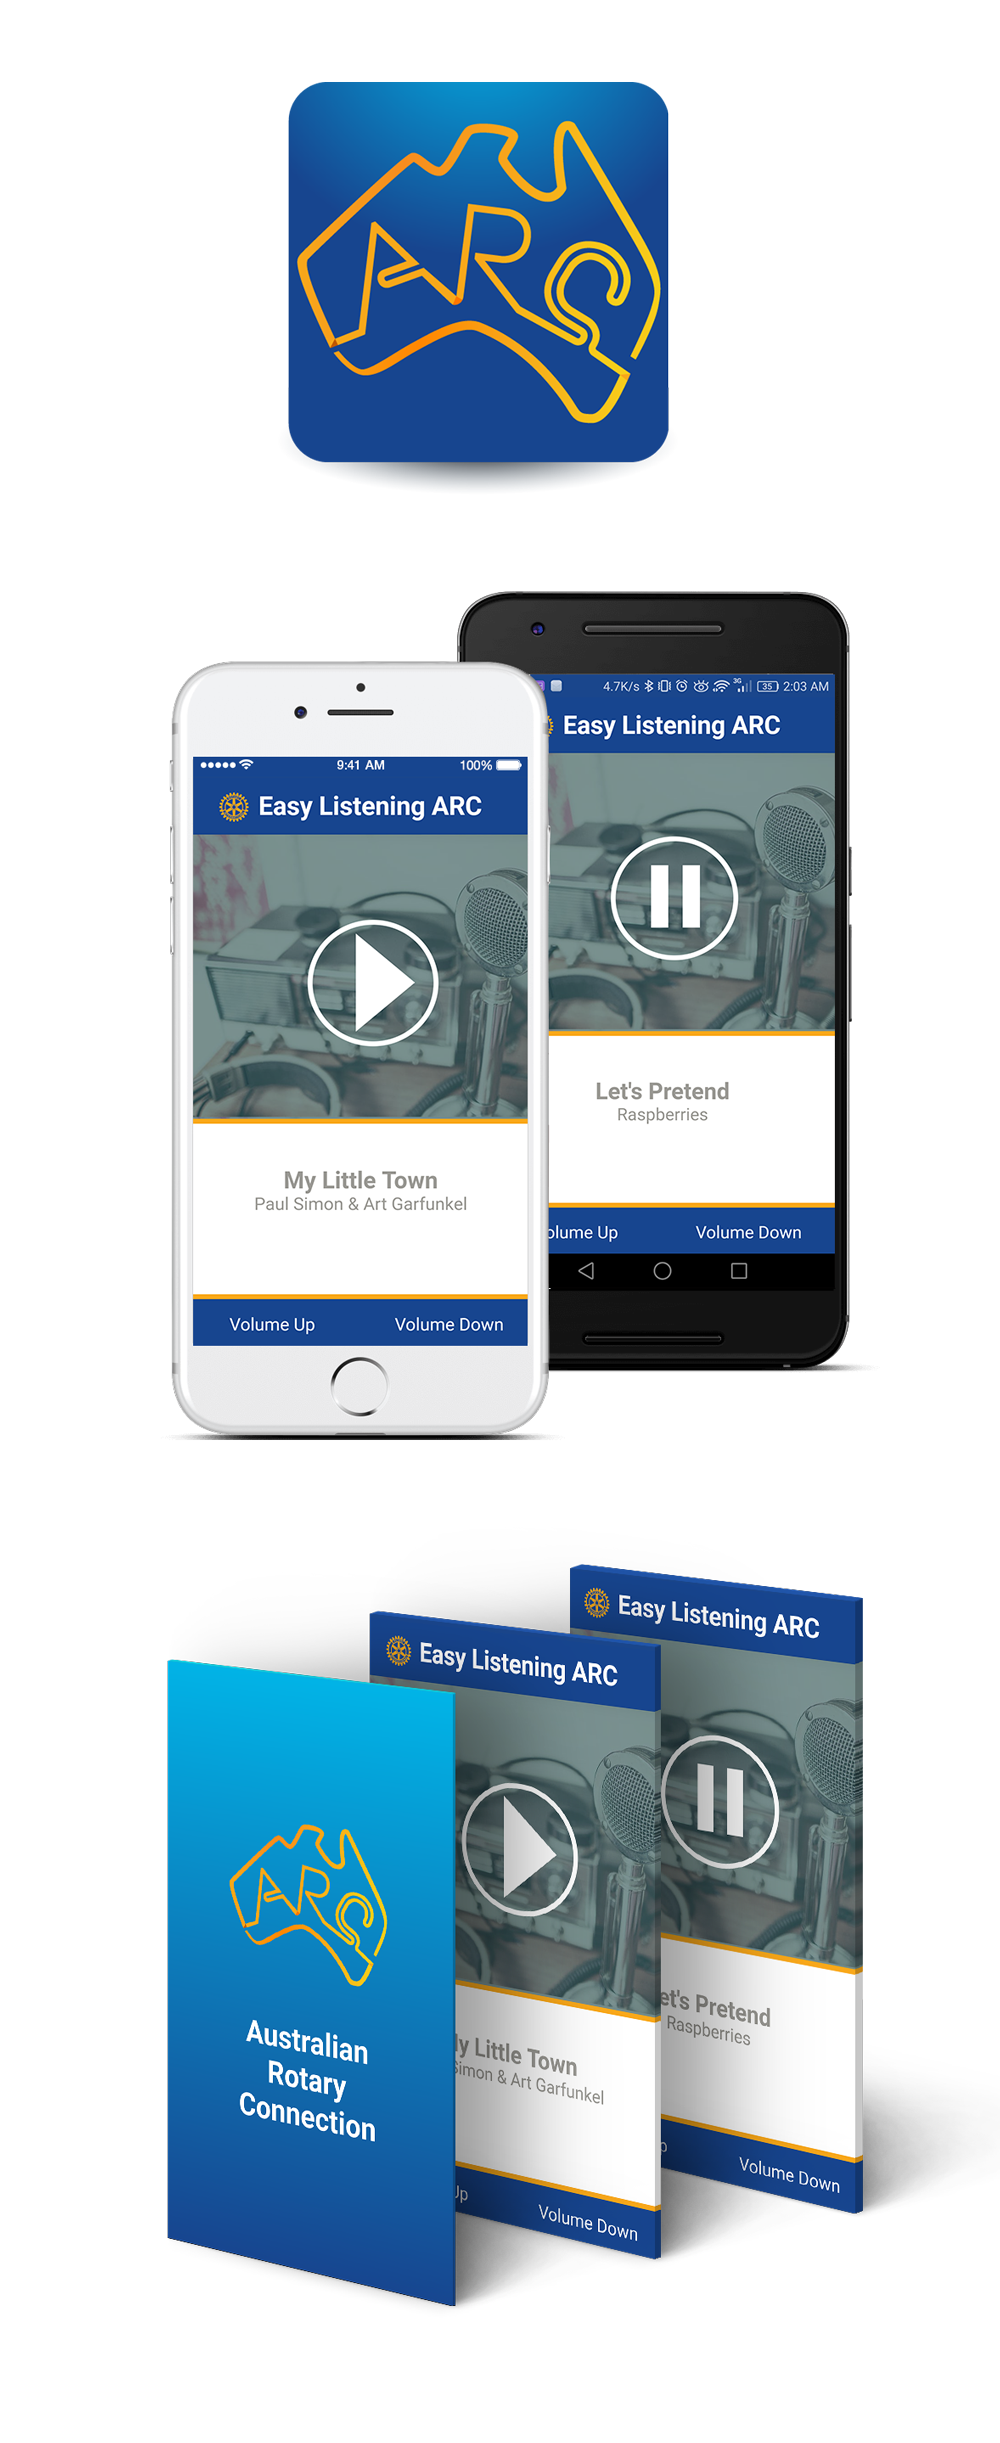 ARC
4.7K/s 3G 35 2:03 AM
Easy Listening ARC
9:41 AM 100%
Easy Listening ARC
Let's Pretend
Raspberries
My Little Town
Paul Simon & Art Garfunkel
olume Up Volume Down
Volume Up Volume Down
Easy Listening ARC
Easy Listening ARC
ARC
Australian
Rotary
Connection
et's Pretend
Raspberries
y Little Town
Simon & Art Garfunkel
p Volume Down
Up Volume Down